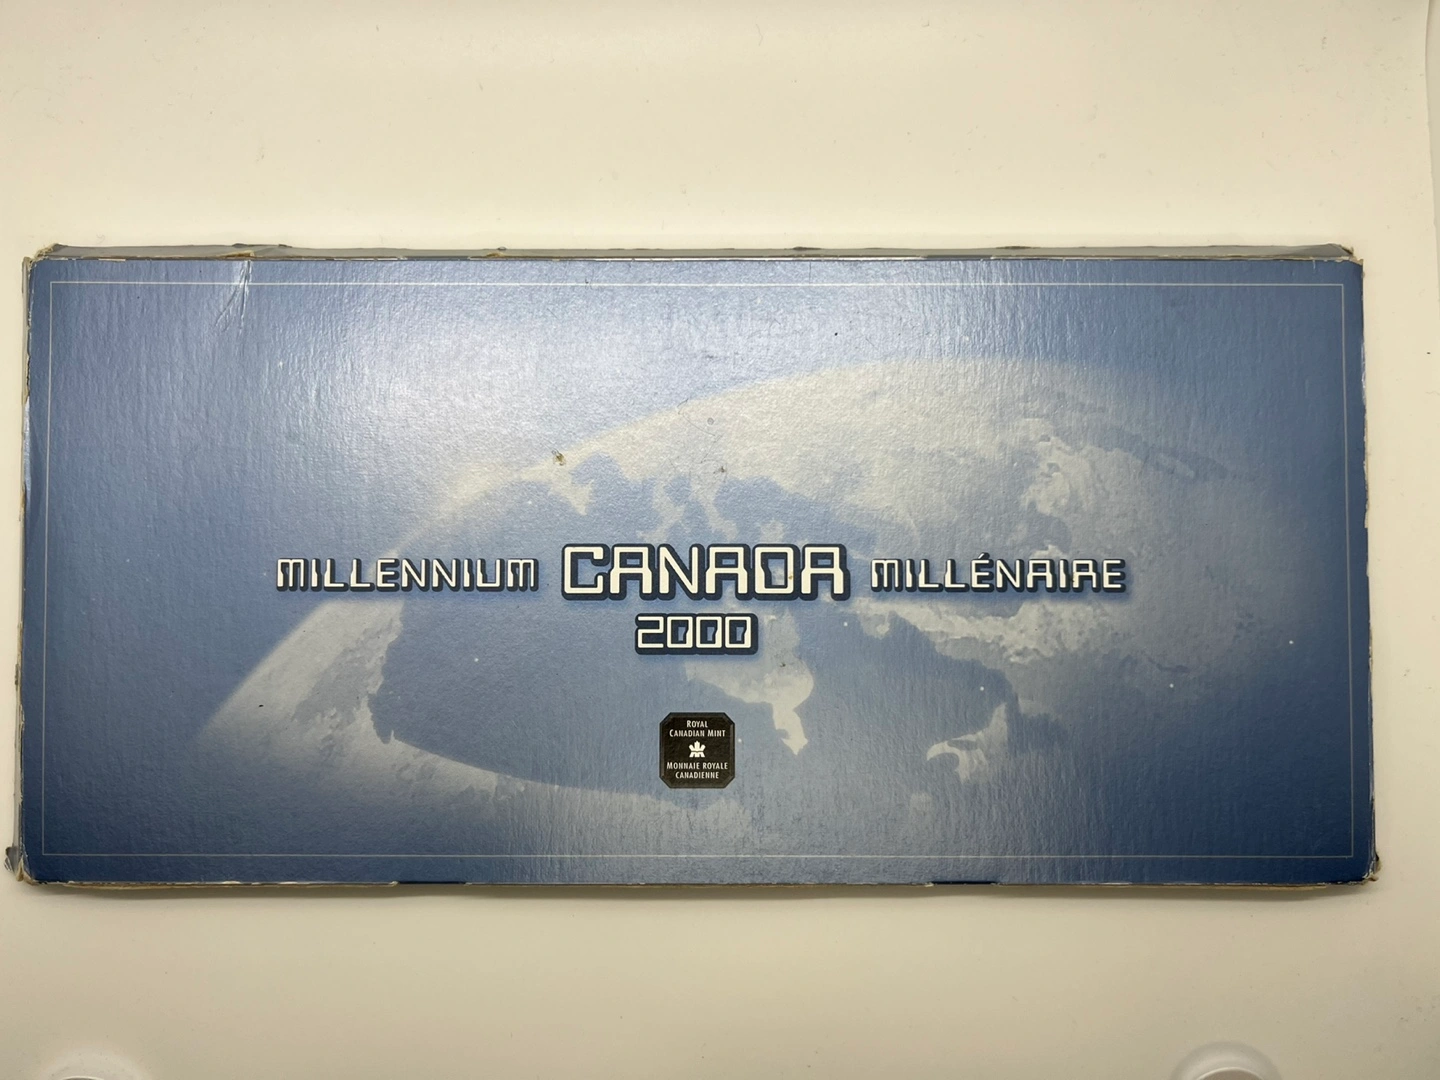 MILLENNIUM CANADA MILLÉNAIRE
2000
ROYAL
CANADIAN MINT
MONNAIE ROYALE
CANADIENNE